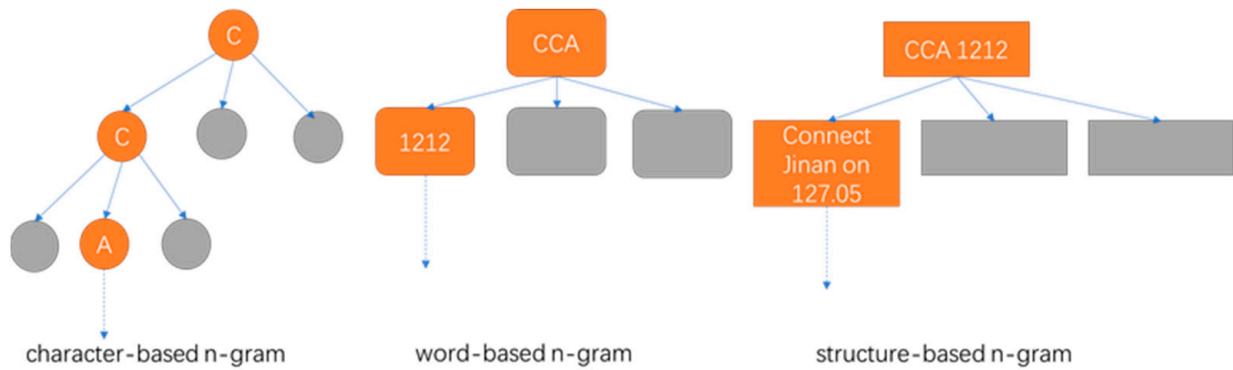 C
C
A
character-based n-gram
CCA
1212
word-based n-gram
CCA 1212
Connect
Jinan on
127.05
structure-based n-gram